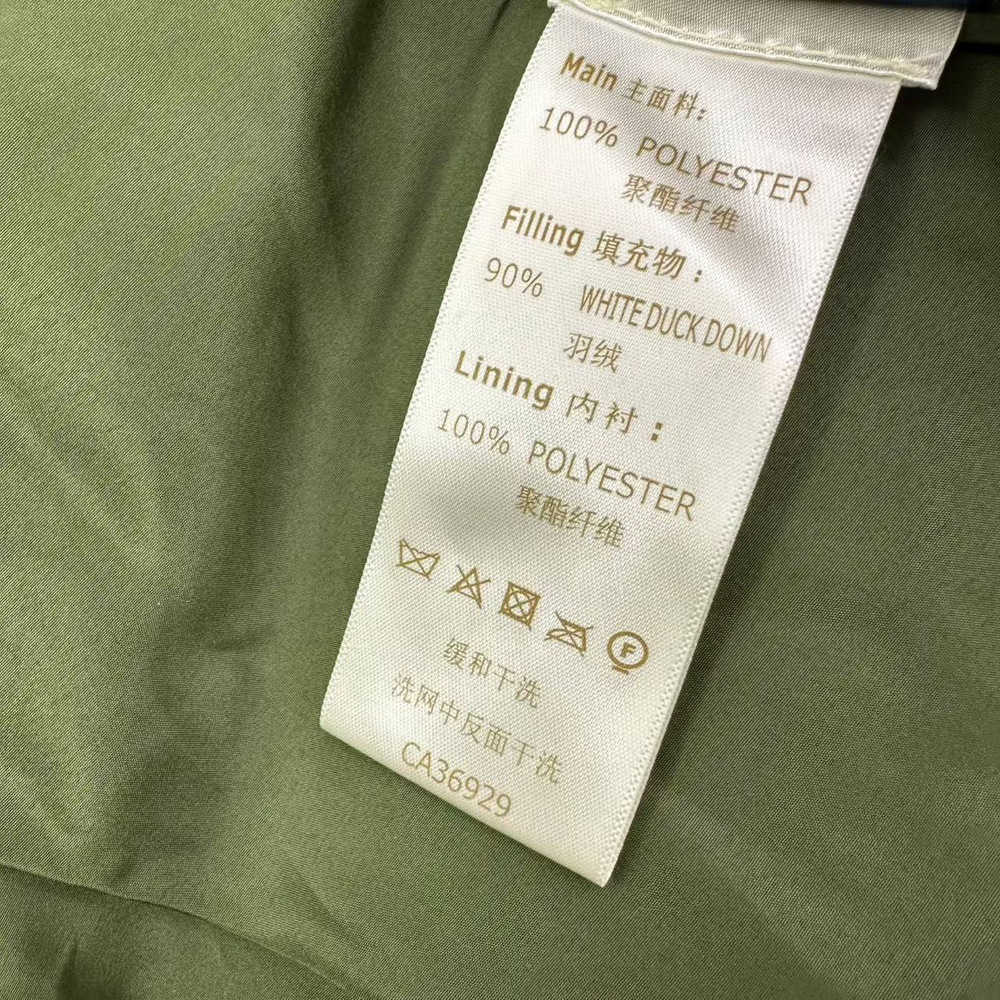 Main 主面料:
100% POLYESTER
聚酯纤维
Filling 填充物：
90% WHITE DUCK DOWN
羽绒
Lining 内衬：
100% POLYESTER
聚酯纤维
F
缓和干洗
洗网中反面干洗
CA36929